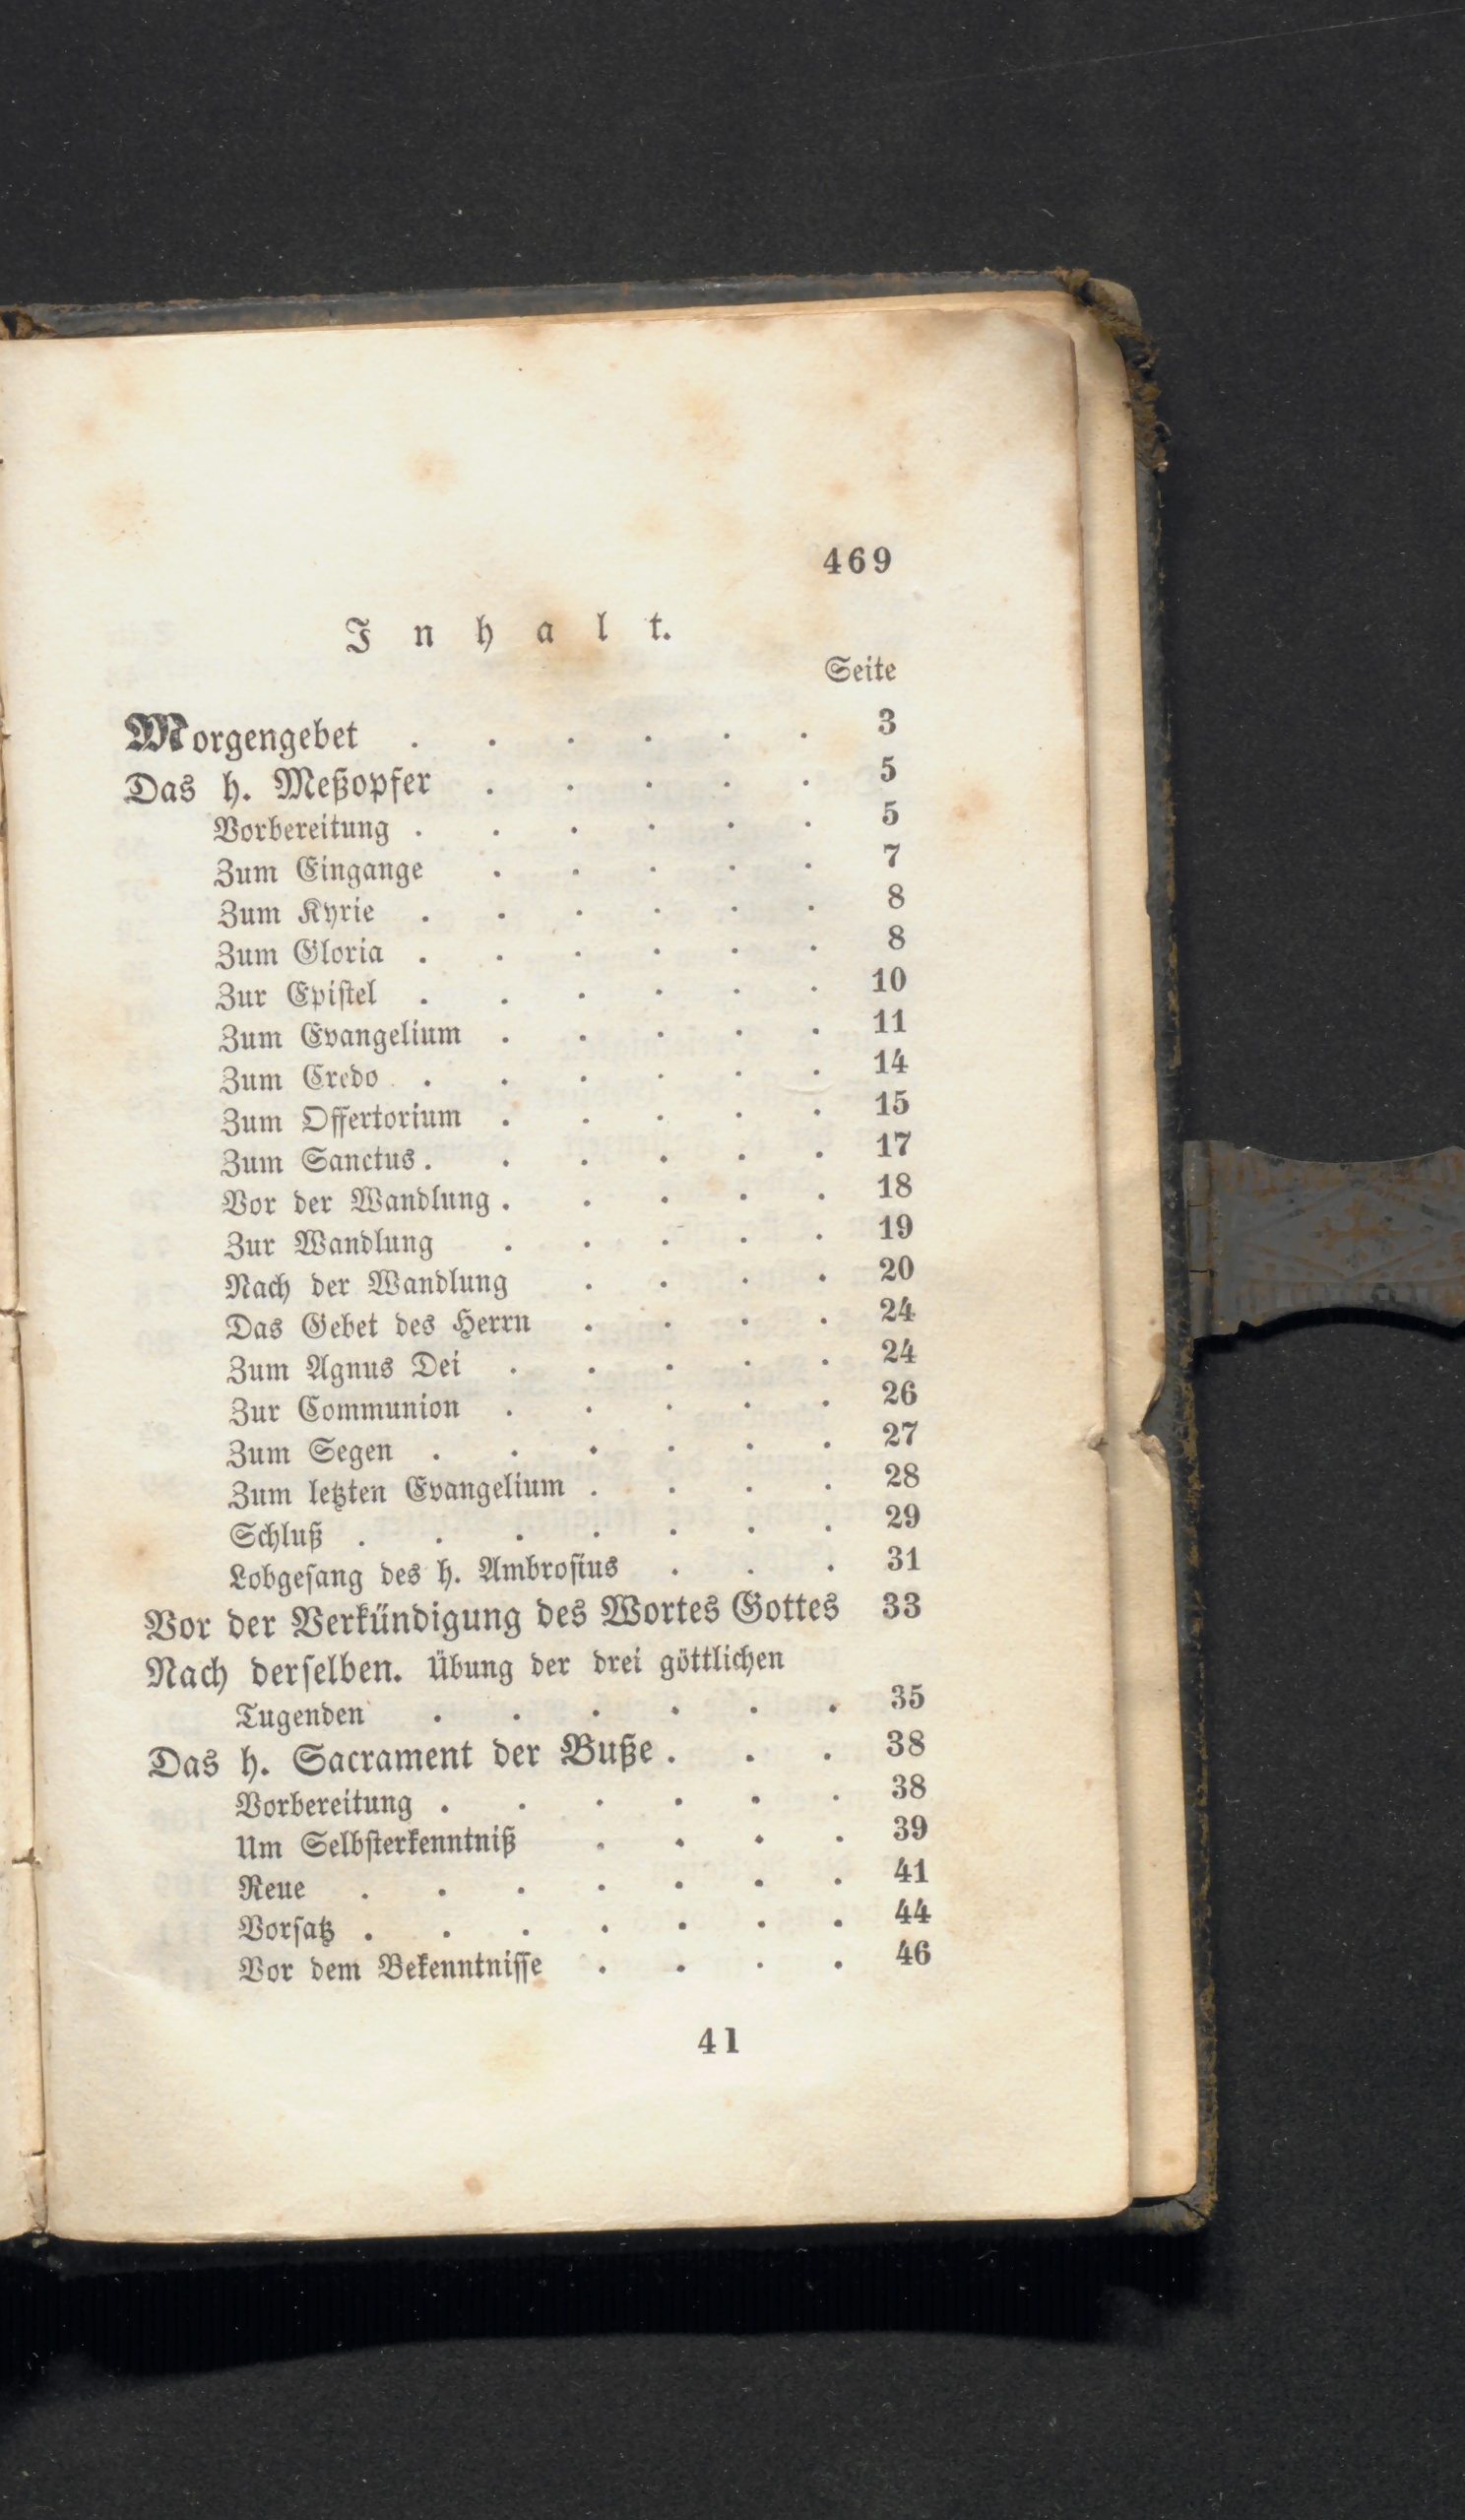 469
Inhalt.
Seite
Morgengebet . . . . . . 3
Das h. Meßopfer . . . . . 5
Vorbereitung . . . . . . 5
Zum Eingange . . . . . 7
Zum Kyrie . . . . . . 8
Zum Gloria . . . . . . 8
Zur Epistel . . . . . . 10
Zum Evangelium . . . . . 11
Zum Credo . . . . . . 14
Zum Offertorium . . . . . 15
Zum Sanctus . . . . . . 17
Vor der Wandlung . . . . . 18
Zur Wandlung . . . . . 19
Nach der Wandlung . . . . 20
Das Gebet des Herrn . . . . 24
Zum Agnus Dei . . . . . 24
Zur Communion . . . . . 26
Zum Segen . . . . . . 27
Zum letzten Evangelium . . . . 28
Schluß . . . . . . . 29
Lobgesang des h. Ambrosius . . . 31
Vor der Verkündigung des Wortes Gottes 33
Nach derselben. Übung der drei göttlichen
Tugenden . . . . . . 35
Das h. Sacrament der Buße . . . 38
Vorbereitung . . . . . . 38
Um Selbsterkenntniß . . . . 39
Reue . . . . . . . 41
Vorsatz . . . . . . . 44
Vor dem Bekenntnisse . . . . 46
41